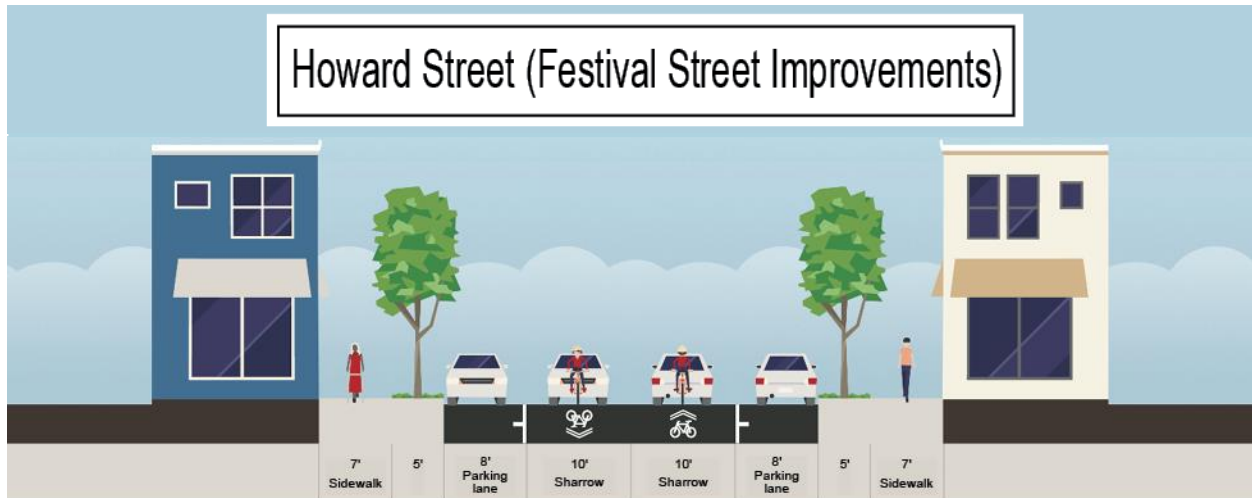 Howard Street (Festival Street Improvements)
7'
Sidewalk
5'
8'
Parking
lane
10'
Sharrow
10'
Sharrow
8'
Parking
lane
5'
7'
Sidewalk